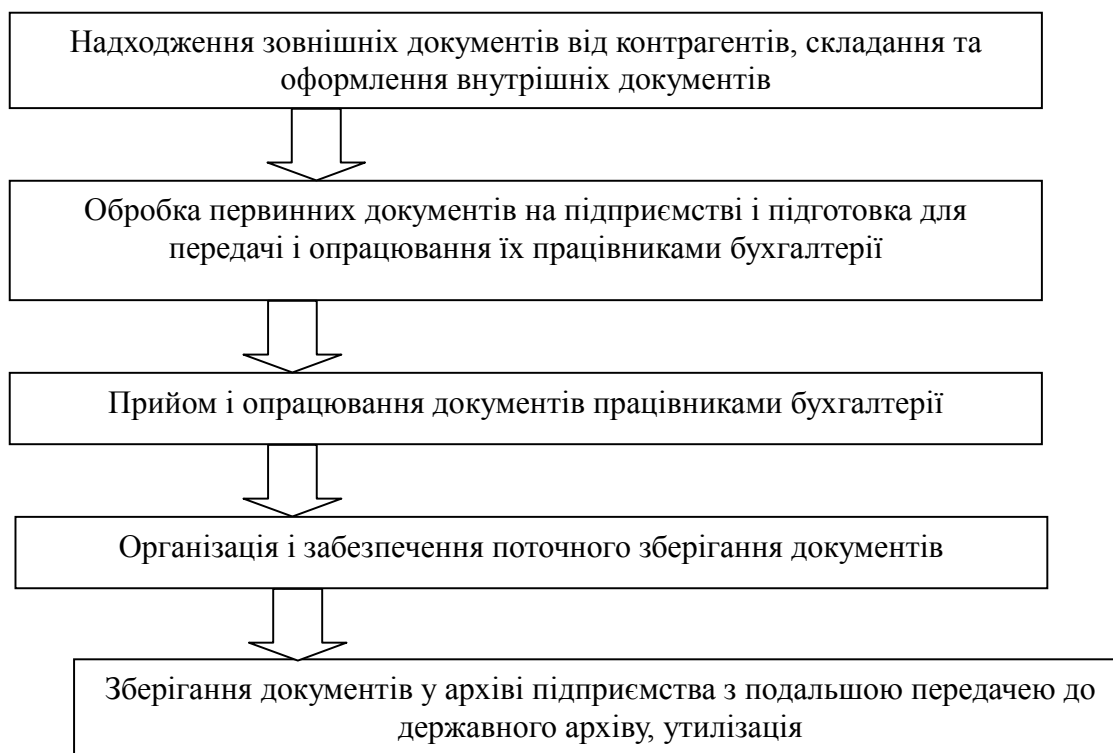 Надходження зовнішніх документів від контрагентів, складання та
оформлення внутрішніх документів
Обробка первинних документів на підприємстві і підготовка для
передачі і опрацювання їх працівниками бухгалтерії
Прийом і опрацювання документів працівниками бухгалтерії
Організація і забезпечення поточного зберігання документів
Зберігання документів у архіві підприємства з подальшою передачею до
державного архіву, утилізація